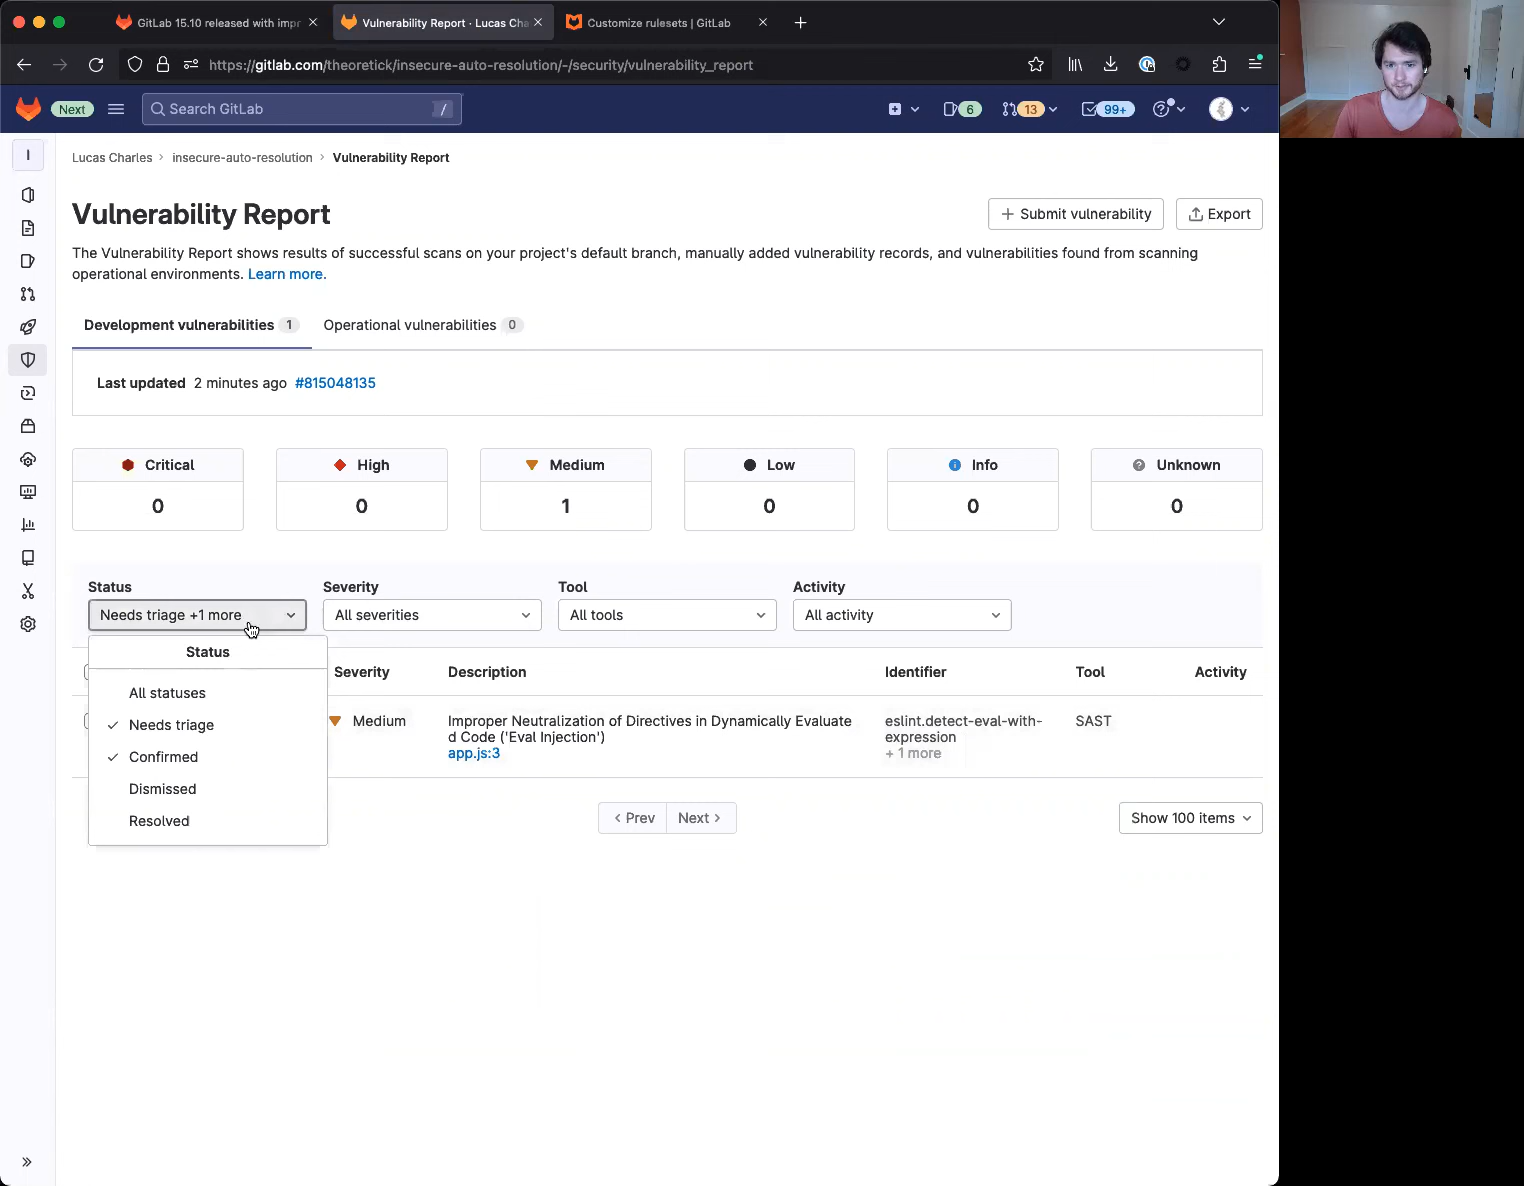 GitLab 15.10 released with impr
Vulnerability Report · Lucas Cha
Customize rulesets | GitLab
https://gitlab.com/theoretick/insecure-auto-resolution/-/security/vulnerability_report
Next
Search GitLab
/
6
13
99+
I
Lucas Charles › insecure-auto-resolution › Vulnerability Report
Vulnerability Report
Submit vulnerability
Export
The Vulnerability Report shows results of successful scans on your project's default branch, manually added vulnerability records, and vulnerabilities found from scanning
operational environments. Learn more.
Development vulnerabilities 1
Operational vulnerabilities 0
Last updated 2 minutes ago #815048135
Critical
High
Medium
Low
Info
Unknown
0
0
1
0
0
0
Status
Severity
Tool
Activity
Needs triage +1 more
All severities
All tools
All activity
Status
All statuses
Needs triage
Confirmed
Dismissed
Resolved
Severity
Description
Identifier
Tool
Activity
Medium
Improper Neutralization of Directives in Dynamically Evaluate
d Code ('Eval Injection')
app.js:3
eslint.detect-eval-with-
expression
+ 1 more
SAST
Prev
Next
Show 100 items